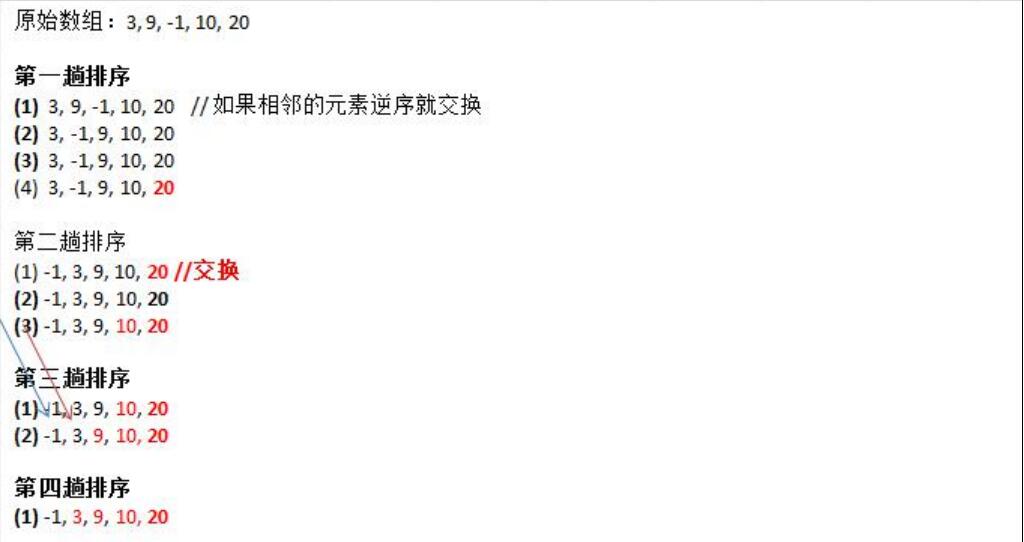 原始数组：3, 9, -1, 10, 20
第一趟排序
(1) 3, 9, -1, 10, 20 // 如果相邻的元素逆序就交换
(2) 3, -1, 9, 10, 20
(3) 3, -1, 9, 10, 20
(4) 3, -1, 9, 10, 20
第二趟排序
(1) -1, 3, 9, 10, 20 //交换
(2) -1, 3, 9, 10, 20
(3) -1, 3, 9, 10, 20
第三趟排序
(1) -1, 3, 9, 10, 20
(2) -1, 3, 9, 10, 20
第四趟排序
(1) -1, 3, 9, 10, 20